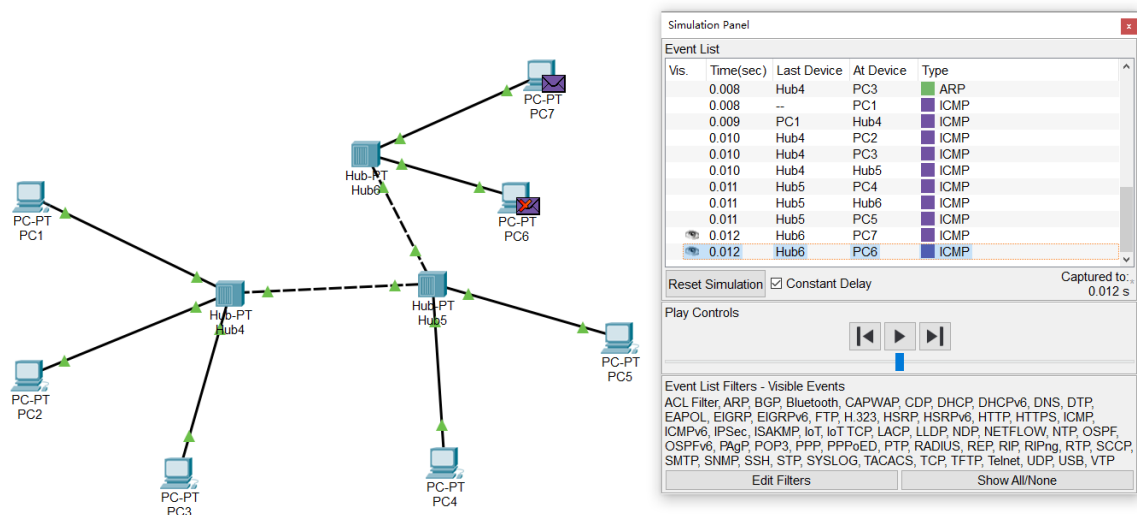 PC-PT
PC7
Hub-PT
Hub6
PC-PT
PC6
PC-PT
PC1
Hub-PT
Hub4
Hub-PT
Hub5
PC-PT
PC5
PC-PT
PC2
PC-PT
PC4
PC-PT
PC3
Simulation Panel
x
Event List
Vis. Time(sec) Last Device At Device Type
0.008 Hub4 PC3 ARP
0.008 -- PC1 ICMP
0.009 PC1 Hub4 ICMP
0.010 Hub4 PC2 ICMP
0.010 Hub4 PC3 ICMP
0.010 Hub4 Hub5 ICMP
0.011 Hub5 PC4 ICMP
0.011 Hub5 Hub6 ICMP
0.011 Hub5 PC5 ICMP
0.012 Hub6 PC7 ICMP
0.012 Hub6 PC6 ICMP
Reset Simulation Constant Delay Captured to:
0.012 s
Play Controls
Event List Filters - Visible Events
ACL Filter, ARP, BGP, Bluetooth, CAPWAP, CDP, DHCP, DHCPv6, DNS, DTP,
EAPOL, EIGRP, EIGRPv6, FTP, H.323, HSRP, HSRPv6, HTTP, HTTPS, ICMP,
ICMPv6, IPSec, ISAKMP, IoT, IoT TCP, LACP, LLDP, NDP, NETFLOW, NTP, OSPF,
OSPFv6, PAgP, POP3, PPP, PPPoED, PTP, RADIUS, REP, RIP, RIPng, RTP, SCCP,
SMTP, SNMP, SSH, STP, SYSLOG, TACACS, TCP, TFTP, Telnet, UDP, USB, VTP
Edit Filters Show All/None